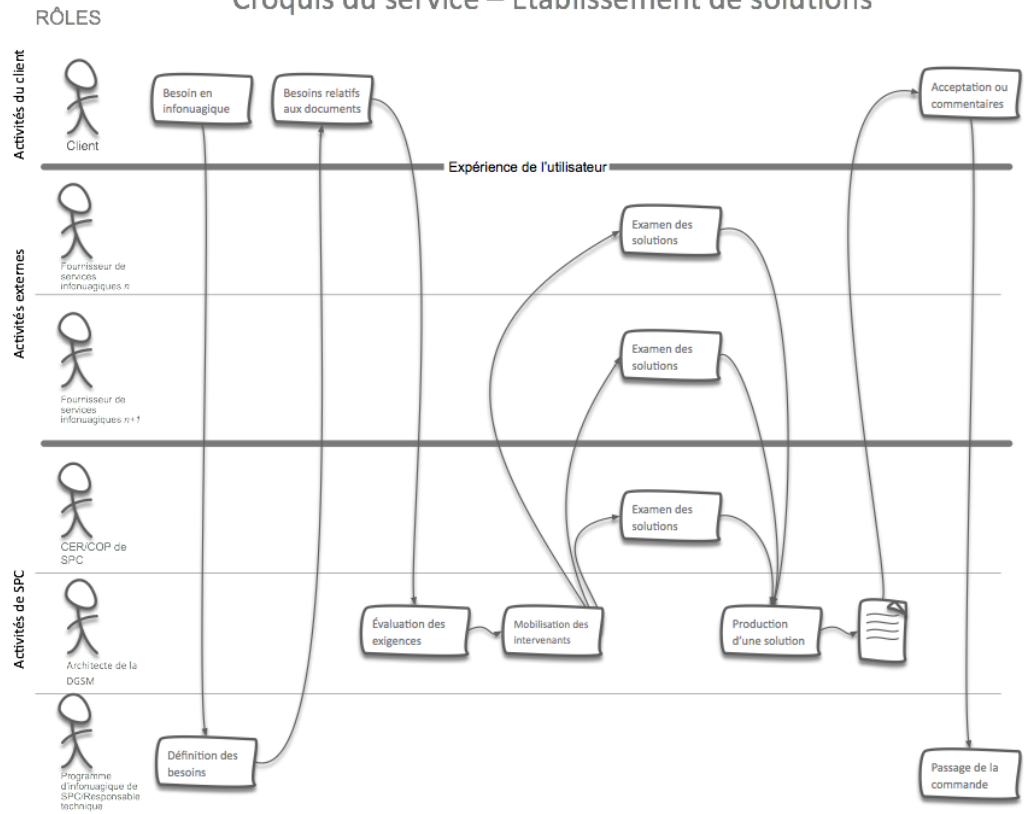 Croquis du service – Établissement de solutions
RÔLES
Activités du client
Client
Besoin en
infonuagique
Besoins relatifs
aux documents
Acceptation ou
commentaires
Expérience de l'utilisateur
Activités externes
Fournisseur de
services
infonuagiques n
Examen des
solutions
Fournisseur de
services
infonuagiques n+1
Examen des
solutions
Activités de SPC
CER/COP de
SPC
Examen des
solutions
Architecte de la
DGSM
Évaluation des
exigences
Mobilisation des
intervenants
Production
d'une solution
Programme
d'infonuagique de
SPC/Responsable
technique
Définition des
besoins
Passage de la
commande